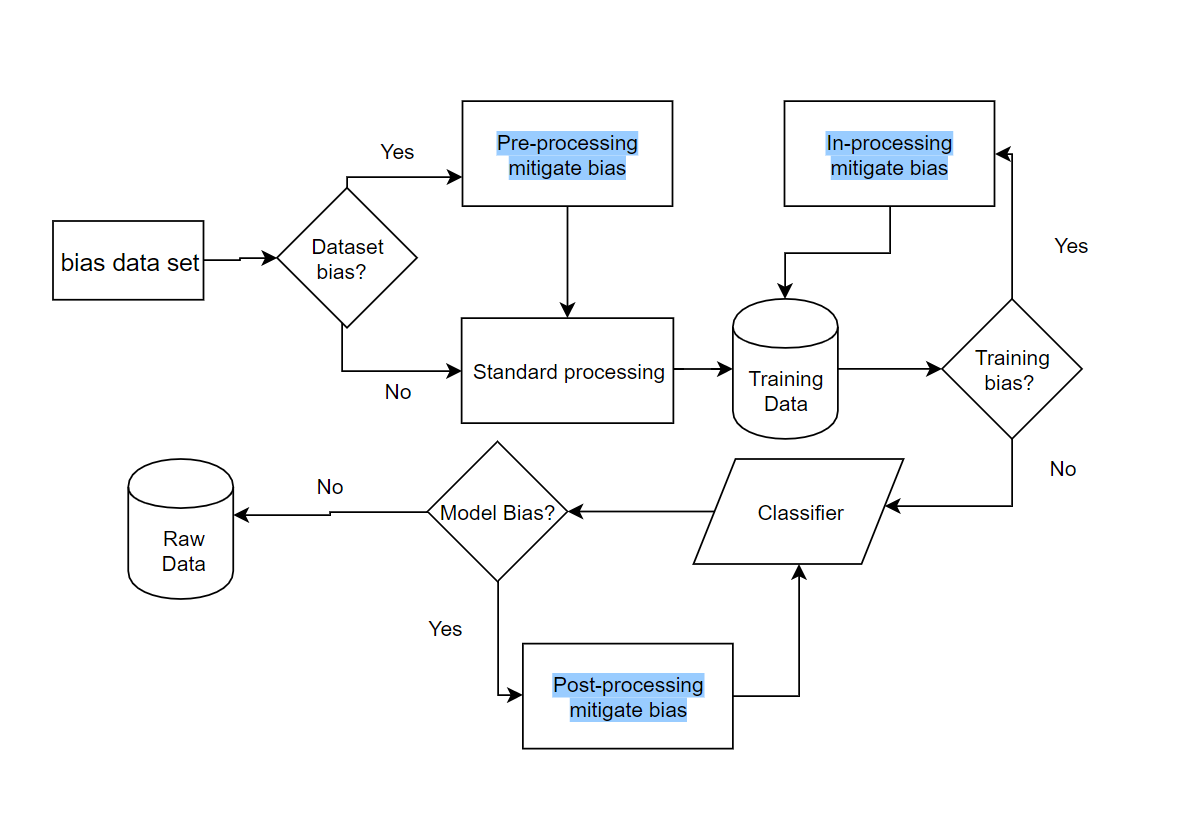 Yes
Pre-processing
mitigate bias
In-processing
mitigate bias
bias data set
Dataset
bias?
Yes
No
Standard processing
Training
Data
Training
bias?
No
Raw
Data
No
Model Bias?
Classifier
Yes
Post-processing
mitigate bias